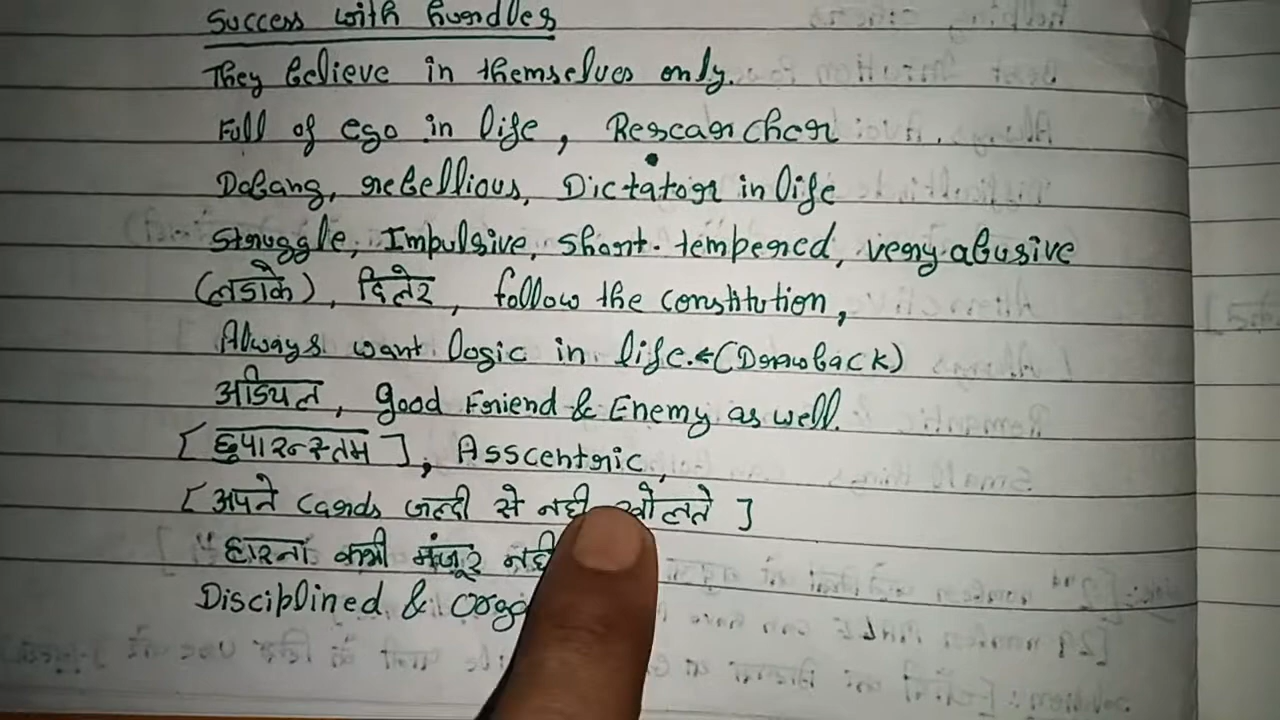 Success with hurdles
They believe in themselves only.
Full of ego in life, Researcher
Dabang, rebellious, Dictator in life
Struggle, Impulsive, short-tempered, very abusive
(लडाके), दिलेर, follow the constitution,
Always want logic in life.←(Drawback)
अडियल, good Friend & Enemy as well.
[छुपा रुस्तम], Asscentric,
[अपने cards जल्दी से नही खोलते]
"हारना कभी मंजूर नही
Disciplined &